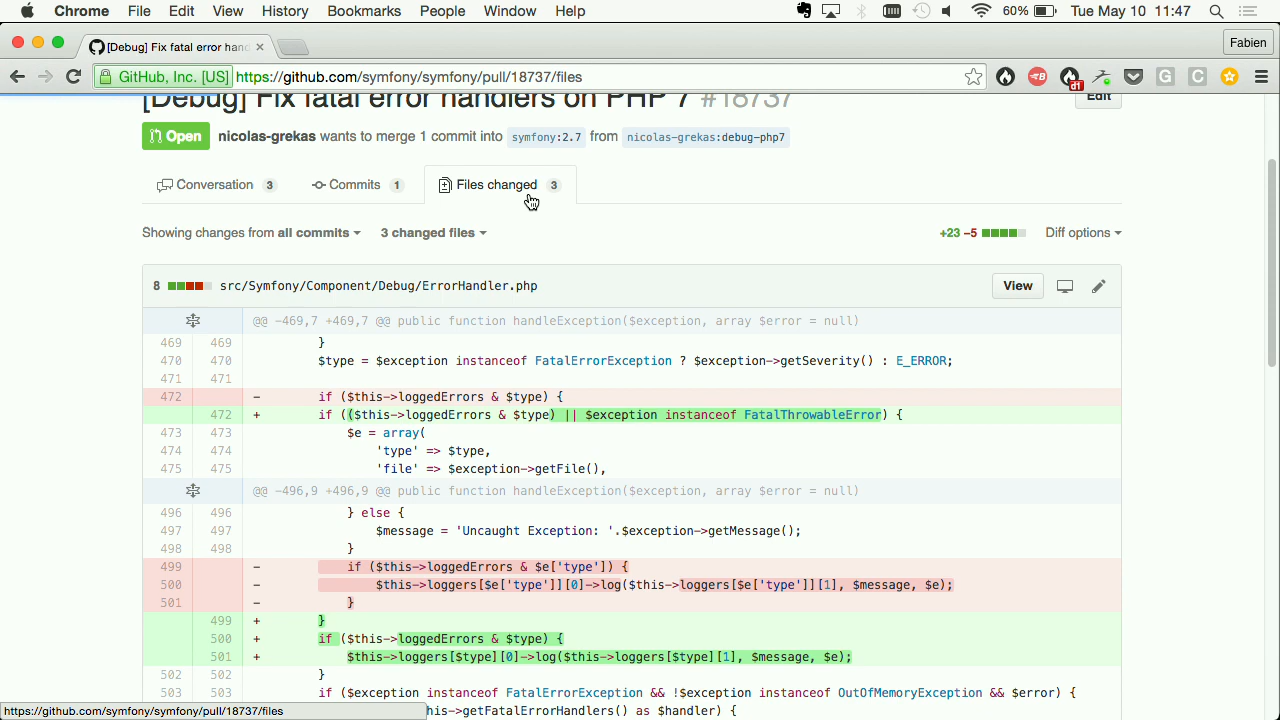 Chrome File Edit View History Bookmarks People Window Help 60% Tue May 10 11:47
[Debug] Fix fatal error hand Fabien
GitHub, Inc. [US] https://github.com/symfony/symfony/pull/18737/files
[Debug] Fix fatal error handlers on PHP 7 #18737 Edit
Open nicolas-grekas wants to merge 1 commit into symfony:2.7 from nicolas-grekas:debug-php7
Conversation 3 Commits 1 Files changed 3
Showing changes from all commits 3 changed files +23 −5 Diff options
8 src/Symfony/Component/Debug/ErrorHandler.php View
@@ -469,7 +469,7 @@ public function handleException($exception, array $error = null)
469 469 }
470 470 $type = $exception instanceof FatalErrorException ? $exception->getSeverity() : E_ERROR;
471 471
472 - if ($this->loggedErrors & $type) {
472 + if (($this->loggedErrors & $type) || $exception instanceof FatalThrowableError) {
473 473 $e = array(
474 474 'type' => $type,
475 475 'file' => $exception->getFile(),
@@ -496,9 +496,9 @@ public function handleException($exception, array $error = null)
496 496 } else {
497 497 $message = 'Uncaught Exception: '.$exception->getMessage();
498 498 }
499 - if ($this->loggedErrors & $e['type']) {
500 - $this->loggers[$e['type']][0]->log($this->loggers[$e['type']][1], $message, $e);
501 - }
499 + }
500 + if ($this->loggedErrors & $type) {
501 + $this->loggers[$type][0]->log($this->loggers[$type][1], $message, $e);
502 502 }
503 503 if ($exception instanceof FatalErrorException && !$exception instanceof OutOfMemoryException && $error) {
https://github.com/symfony/symfony/pull/18737/files his->getFatalErrorHandlers() as $handler) {